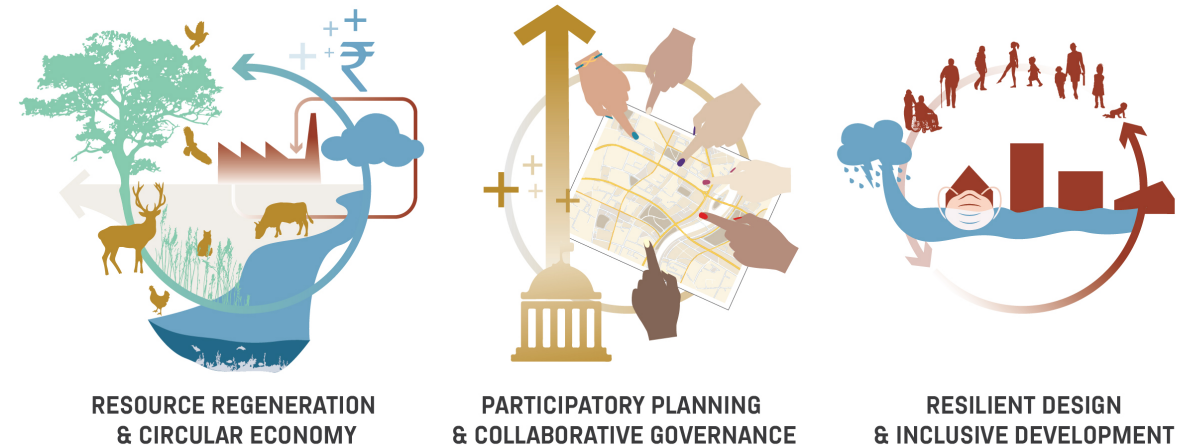 ₹
RESOURCE REGENERATION
& CIRCULAR ECONOMY
PARTICIPATORY PLANNING
& COLLABORATIVE GOVERNANCE
RESILIENT DESIGN
& INCLUSIVE DEVELOPMENT